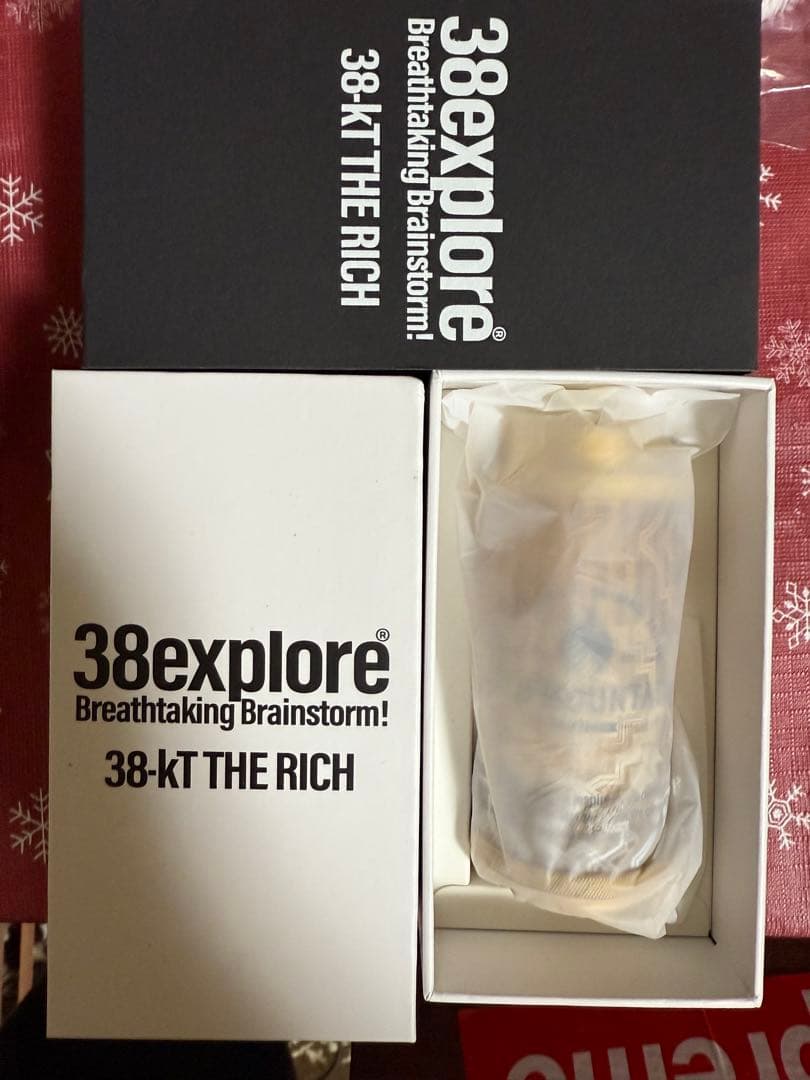 38explore®
Breathtaking Brainstorm!
38-kT THE RICH
38explore®
Breathtaking Brainstorm!
38-kT THE RICH